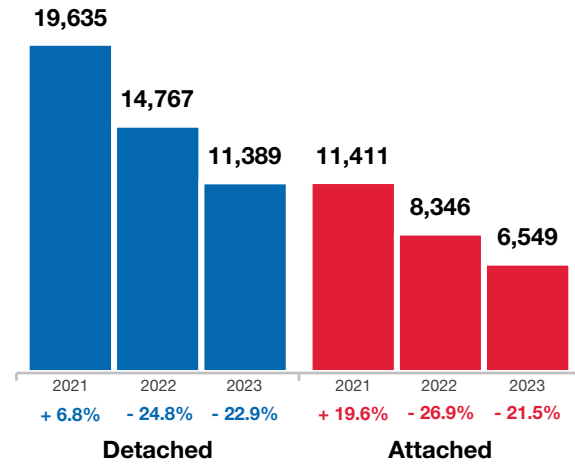 19,635
14,767
11,389
11,411
8,346
6,549
2021 2022 2023 2021 2022 2023
+ 6.8% - 24.8% - 22.9% + 19.6% - 26.9% - 21.5%
Detached Attached